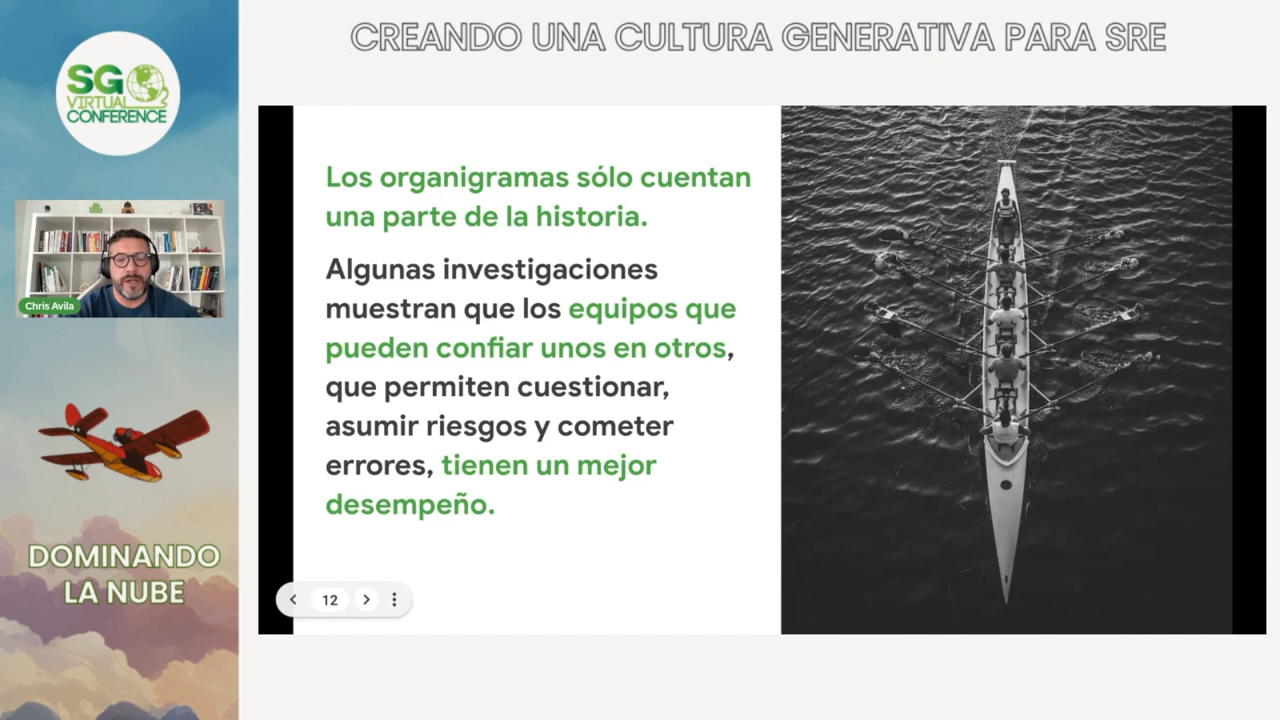 CREANDO UNA CULTURA GENERATIVA PARA SRE
SG
VIRTUAL
CONFERENCE
Chris Avila
DOMINANDO
LA NUBE
Los organigramas sólo cuentan
una parte de la historia.
Algunas investigaciones
muestran que los equipos que
pueden confiar unos en otros,
que permiten cuestionar,
asumir riesgos y cometer
errores, tienen un mejor
desempeño.
12